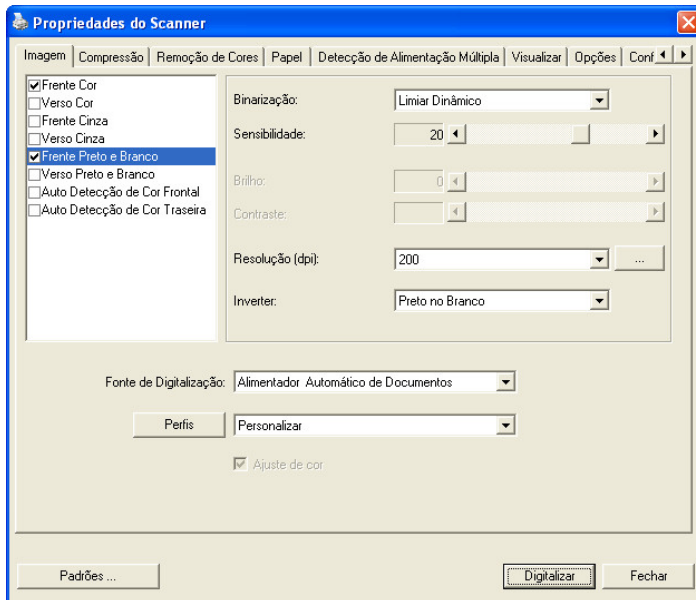 Propriedades do Scanner
Imagem Compressão Remoção de Cores Papel Detecção de Alimentação Múltipla Visualizar Opções Conf
Frente Cor
Verso Cor
Frente Cinza
Verso Cinza
Frente Preto e Branco
Verso Preto e Branco
Auto Detecção de Cor Frontal
Auto Detecção de Cor Traseira
Binarização: Limiar Dinâmico
Sensibilidade: 20
Brilho: 0
Contraste:
Resolução (dpi): 200 ...
Inverter: Preto no Branco
Fonte de Digitalização: Alimentador Automático de Documentos
Perfis Personalizar
Ajuste de cor
Padrões ... Digitalizar Fechar